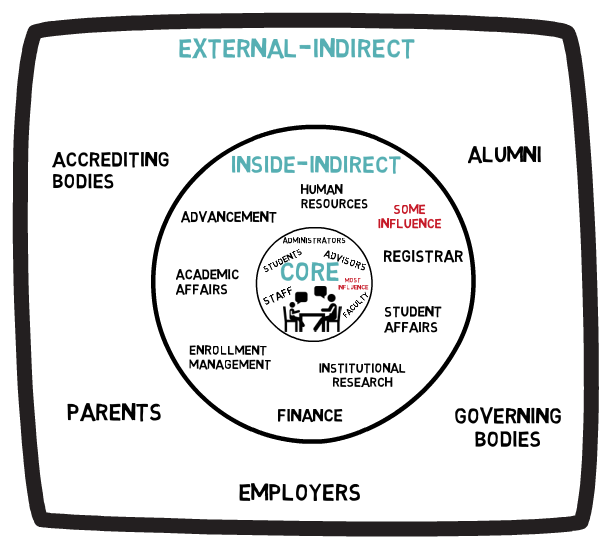 EXTERNAL-INDIRECT
ACCREDITING
BODIES
ALUMNI
INSIDE-INDIRECT
HUMAN
RESOURCES
ADVANCEMENT
SOME
INFLUENCE
REGISTRAR
ACADEMIC
AFFAIRS
STUDENT
AFFAIRS
ENROLLMENT
MANAGEMENT
INSTITUTIONAL
RESEARCH
FINANCE
ADMINISTRATORS
STUDENTS
ADVISORS
CORE
MOST
INFLUENCE
STAFF
FACULTY
PARENTS
GOVERNING
BODIES
EMPLOYERS